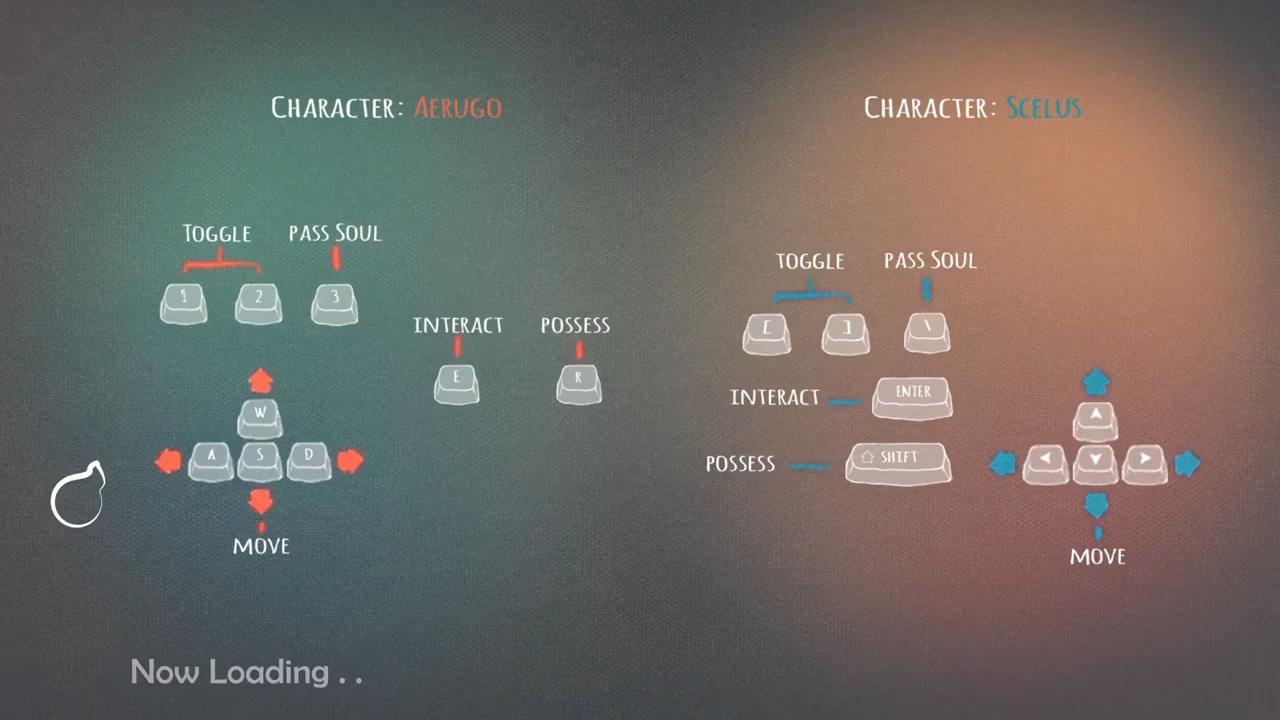 CHARACTER: AERUGO
TOGGLE PASS SOUL
1 2 3
INTERACT POSSESS
E R
W
A S D
MOVE
CHARACTER: SCELUS
TOGGLE PASS SOUL
[ ] \
INTERACT ENTER
POSSESS SHIFT
MOVE
Now Loading . .